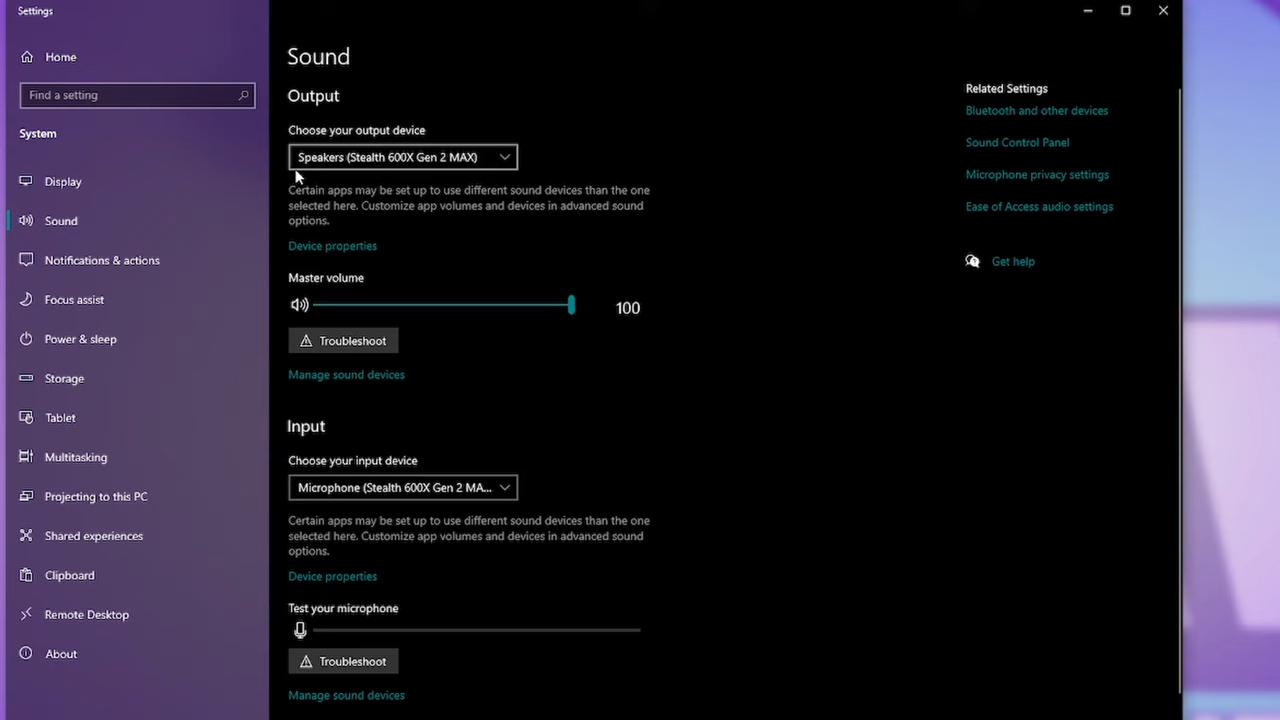 Settings
Home
Find a setting
System
Display
Sound
Notifications & actions
Focus assist
Power & sleep
Storage
Tablet
Multitasking
Projecting to this PC
Shared experiences
Clipboard
Remote Desktop
About
Sound
Output
Choose your output device
Speakers (Stealth 600X Gen 2 MAX)
Certain apps may be set up to use different sound devices than the one
selected here. Customize app volumes and devices in advanced sound
options.
Device properties
Master volume
100
Troubleshoot
Manage sound devices
Input
Choose your input device
Microphone (Stealth 600X Gen 2 MA...
Certain apps may be set up to use different sound devices than the one
selected here. Customize app volumes and devices in advanced sound
options.
Device properties
Test your microphone
Troubleshoot
Manage sound devices
Related Settings
Bluetooth and other devices
Sound Control Panel
Microphone privacy settings
Ease of Access audio settings
Get help